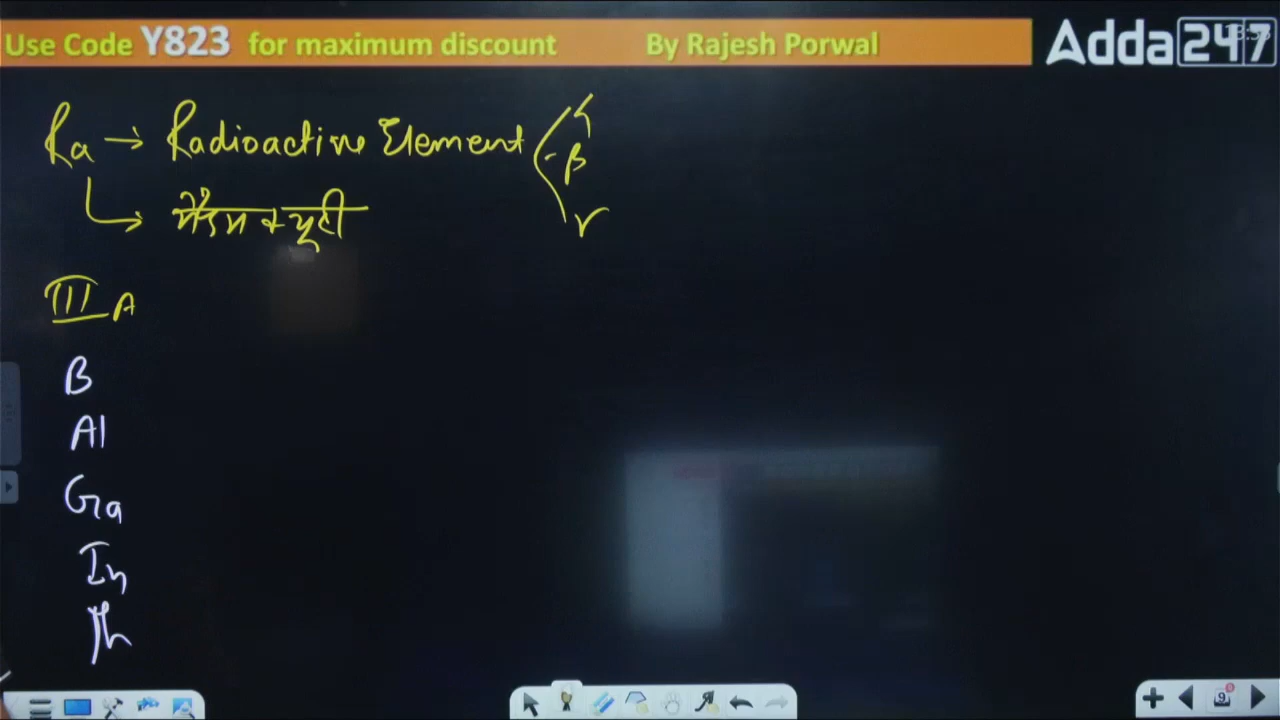 Use Code Y823 for maximum discount By Rajesh Porwal Adda247
Ra → Radioactive Element
β
γ
मैडम क्यूरी
III A
B
Al
Ga
In
Th
9